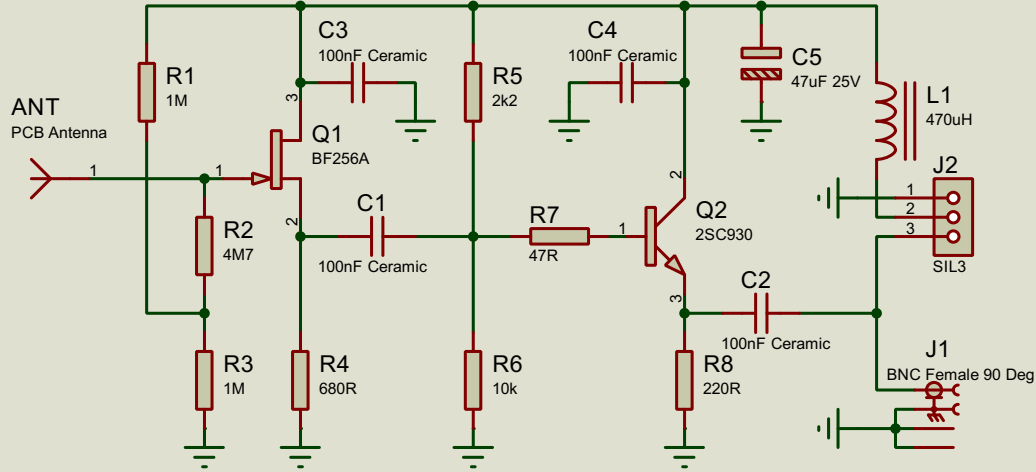 C3
100nF Ceramic
C4
100nF Ceramic
C5
47uF 25V
R1
1M
R5
2k2
L1
470uH
ANT
PCB Antenna
1
1
3
Q1
BF256A
2
J2
1
2
3
SIL3
R2
4M7
C1
100nF Ceramic
R7
47R
1
2
Q2
2SC930
3
C2
100nF Ceramic
R3
1M
R4
680R
R6
10k
R8
220R
J1
BNC Female 90 Deg